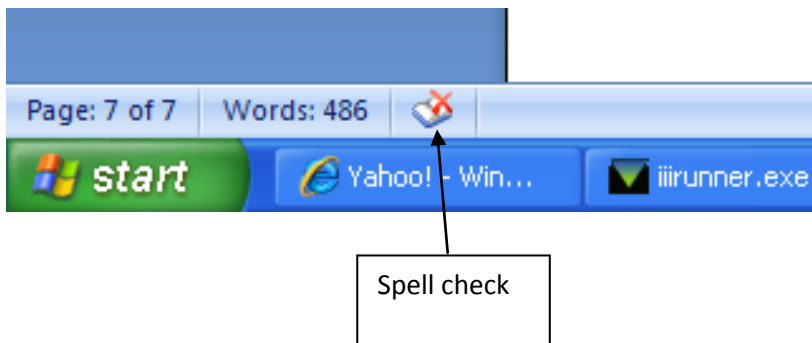 Page: 7 of 7 Words: 486
start Yahoo! - Win... iiirunner.exe
Spell check